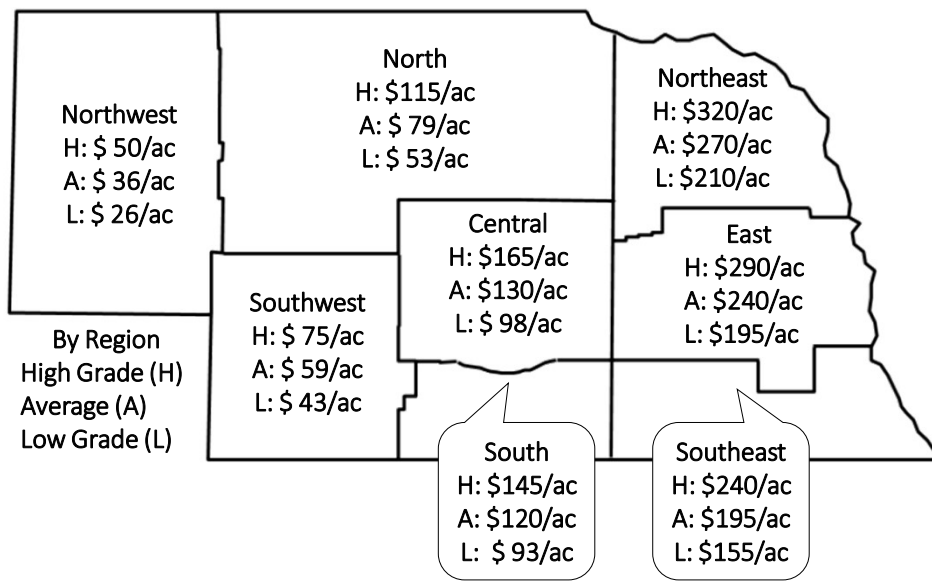 Northwest
H: $ 50/ac
A: $ 36/ac
L: $ 26/ac
North
H: $115/ac
A: $ 79/ac
L: $ 53/ac
Northeast
H: $320/ac
A: $270/ac
L: $210/ac
Central
H: $165/ac
A: $130/ac
L: $ 98/ac
East
H: $290/ac
A: $240/ac
L: $195/ac
Southwest
H: $ 75/ac
A: $ 59/ac
L: $ 43/ac
By Region
High Grade (H)
Average (A)
Low Grade (L)
South
H: $145/ac
A: $120/ac
L: $ 93/ac
Southeast
H: $240/ac
A: $195/ac
L: $155/ac